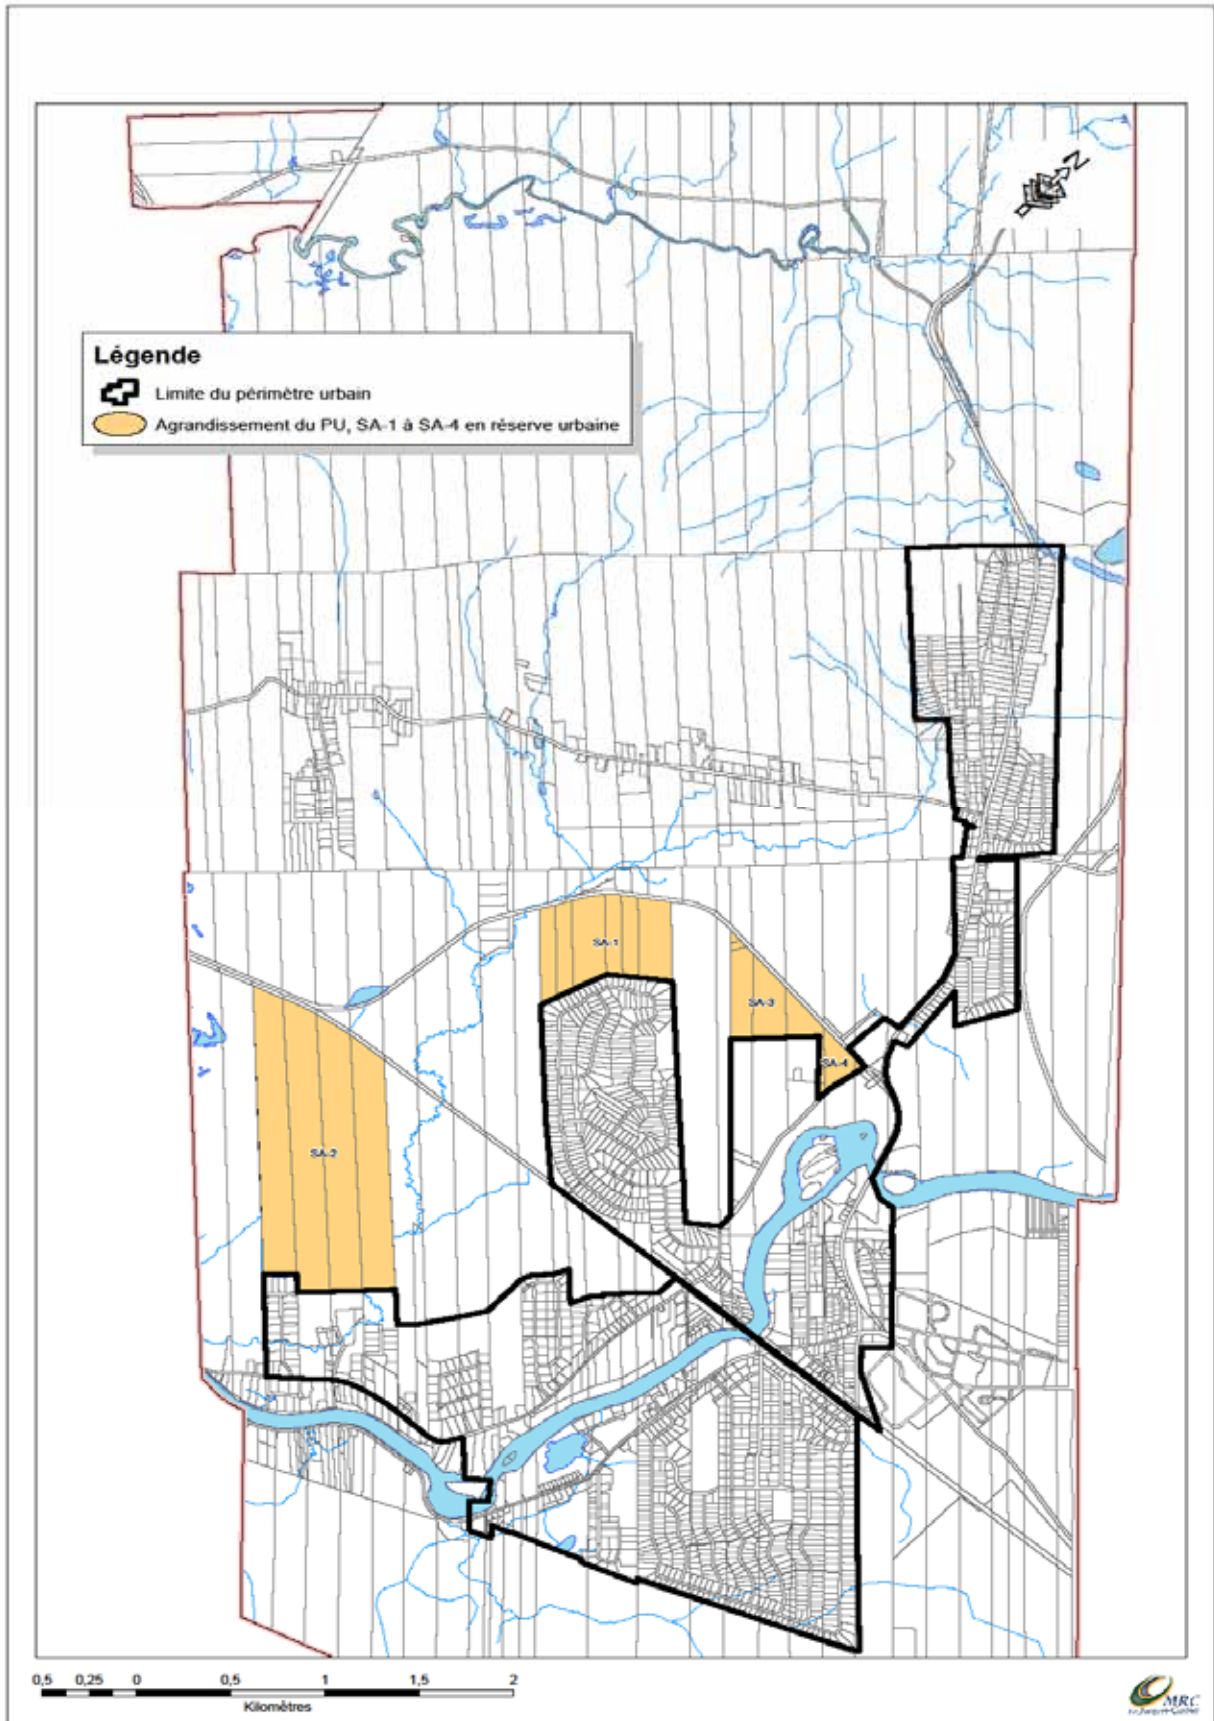 N
Légende
Limite du périmètre urbain
Agrandissement du PU, SA-1 à SA-4 en réserve urbaine
SA-1
SA-3
SA-4
SA-2
0,5 0,25 0 0,5 1 1,5 2
Kilomètres
MRC